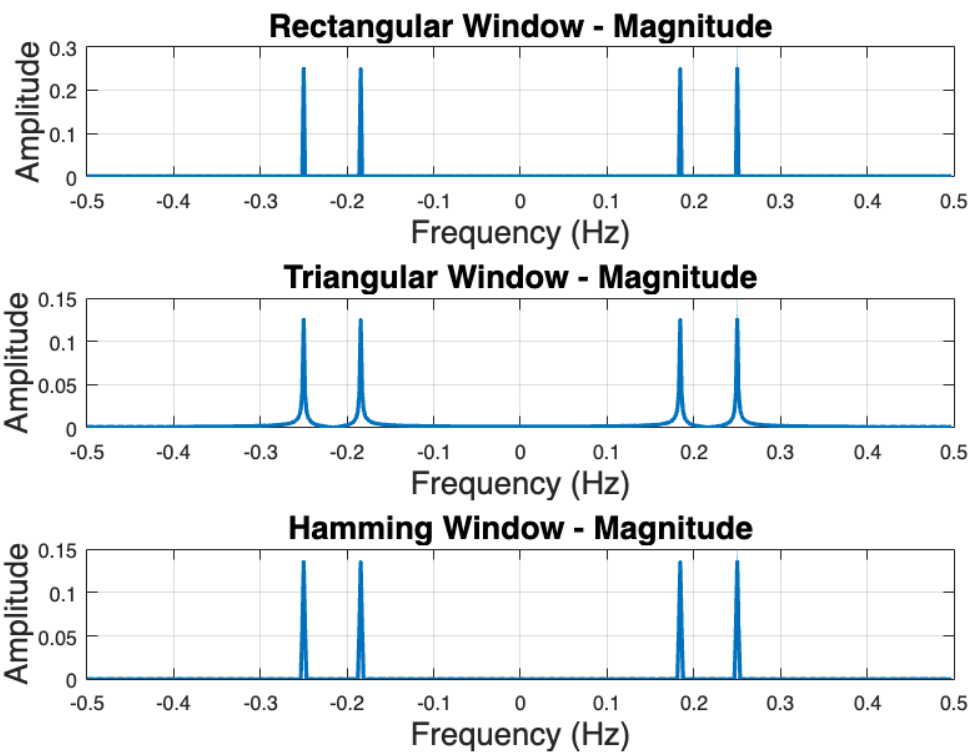 Rectangular Window - Magnitude
Amplitude
0.3
0.2
0.1
0
-0.5 -0.4 -0.3 -0.2 -0.1 0 0.1 0.2 0.3 0.4 0.5
Frequency (Hz)
Triangular Window - Magnitude
Amplitude
0.15
0.1
0.05
0
-0.5 -0.4 -0.3 -0.2 -0.1 0 0.1 0.2 0.3 0.4 0.5
Frequency (Hz)
Hamming Window - Magnitude
Amplitude
0.15
0.1
0.05
0
-0.5 -0.4 -0.3 -0.2 -0.1 0 0.1 0.2 0.3 0.4 0.5
Frequency (Hz)